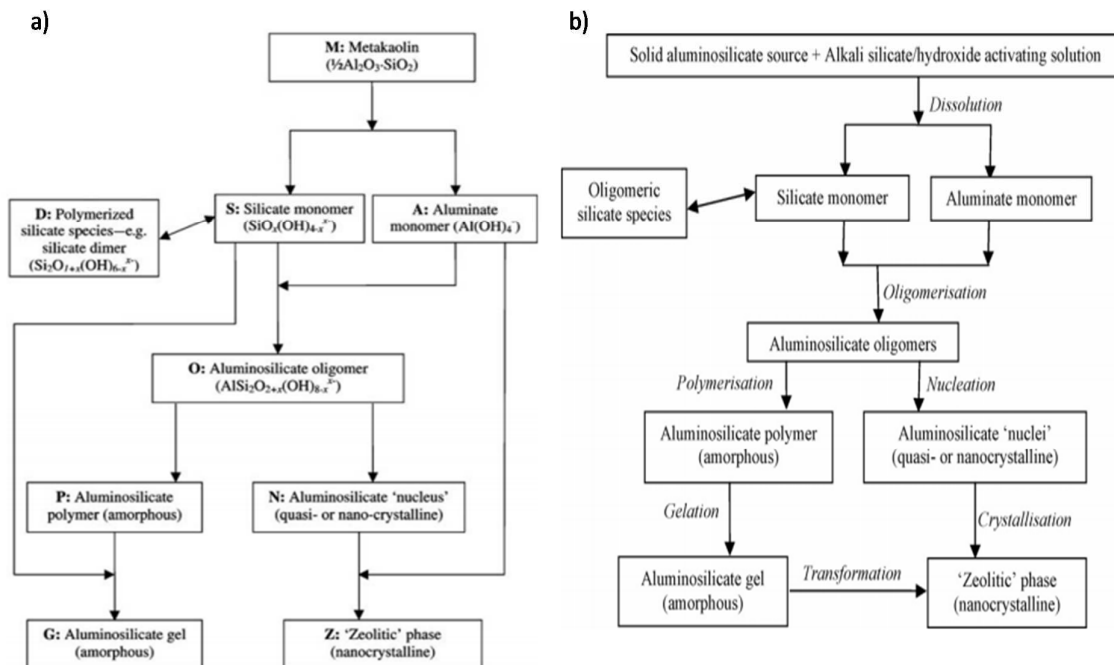 a)
M: Metakaolin
(½Al₂O₃-SiO₂)
D: Polymerized
silicate species—e.g.
silicate dimer
(Si₂O₁₊ₓ(OH)₆₋ₓˣ⁻)
S: Silicate monomer
(SiOₓ(OH)₄₋ₓˣ⁻)
A: Aluminate
monomer (Al(OH)₄⁻)
O: Aluminosilicate oligomer
(AlSi₂O₂₊ₓ(OH)₈₋ₓˣ⁻)
P: Aluminosilicate
polymer (amorphous)
N: Aluminosilicate ‘nucleus’
(quasi- or nano-crystalline)
G: Aluminosilicate gel
(amorphous)
Z: ‘Zeolitic’ phase
(nanocrystalline)
b)
Solid aluminosilicate source + Alkali silicate/hydroxide activating solution
Dissolution
Oligomeric
silicate species
Silicate monomer
Aluminate monomer
Oligomerisation
Aluminosilicate oligomers
Polymerisation
Nucleation
Aluminosilicate polymer
(amorphous)
Aluminosilicate ‘nuclei’
(quasi- or nanocrystalline)
Gelation
Crystallisation
Aluminosilicate gel
(amorphous)
Transformation
‘Zeolitic’ phase
(nanocrystalline)